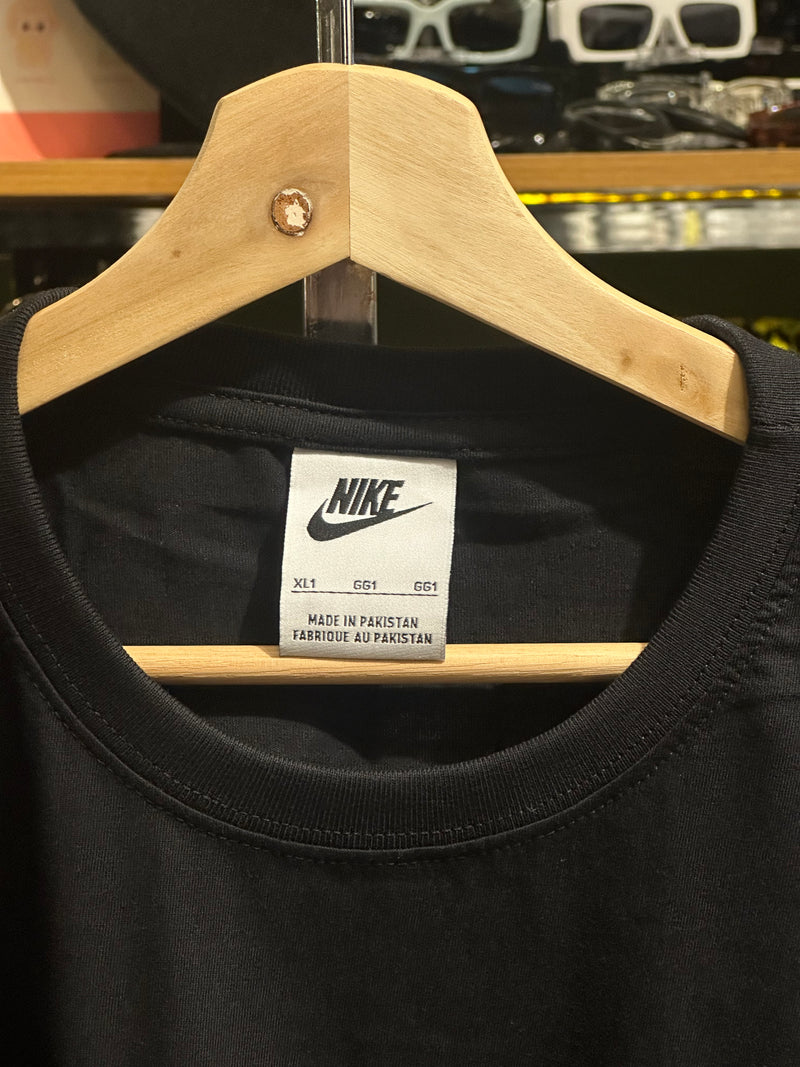 NIKE
XL1 GG1 GG1
MADE IN PAKISTAN
FABRIQUE AU PAKISTAN